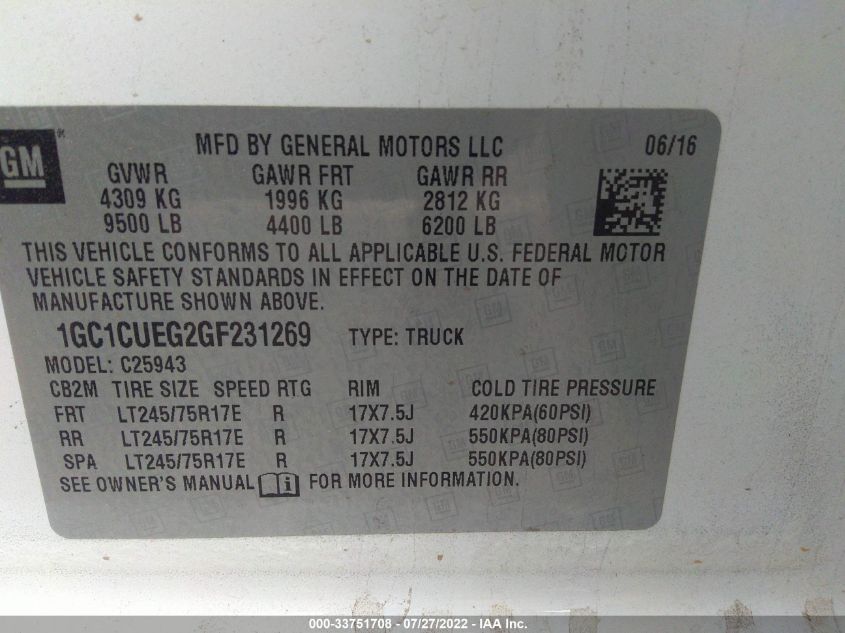 GM
MFD BY GENERAL MOTORS LLC 06/16
GVWR GAWR FRT GAWR RR
4309 KG 1996 KG 2812 KG
9500 LB 4400 LB 6200 LB
THIS VEHICLE CONFORMS TO ALL APPLICABLE U.S. FEDERAL MOTOR
VEHICLE SAFETY STANDARDS IN EFFECT ON THE DATE OF
MANUFACTURE SHOWN ABOVE.
1GC1CUEG2GF231269 TYPE: TRUCK
MODEL: C25943
CB2M TIRE SIZE SPEED RTG RIM COLD TIRE PRESSURE
FRT LT245/75R17E R 17X7.5J 420KPA(60PSI)
RR LT245/75R17E R 17X7.5J 550KPA(80PSI)
SPA LT245/75R17E R 17X7.5J 550KPA(80PSI)
SEE OWNER'S MANUAL FOR MORE INFORMATION.
000-33751708 - 07/27/2022 - IAA, Inc.